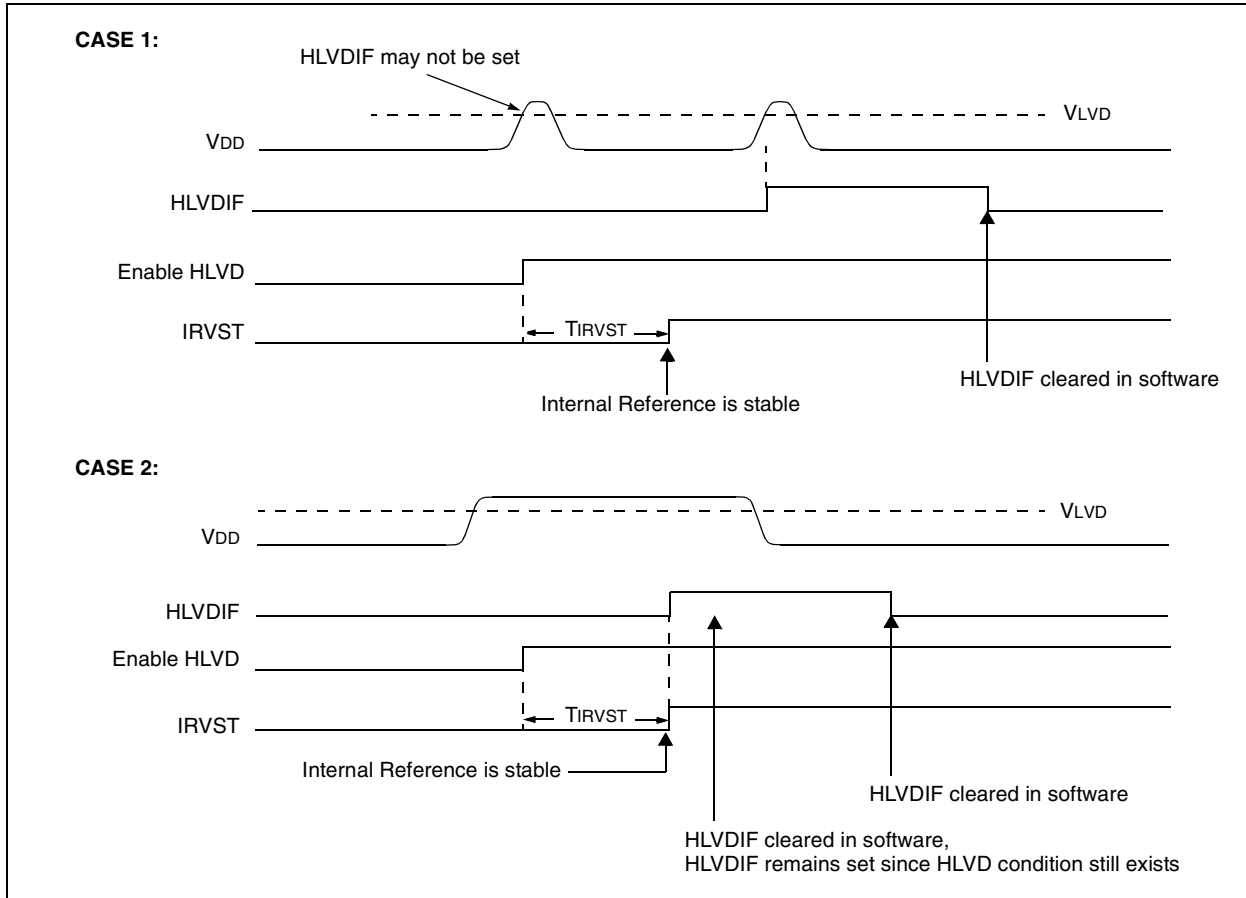 CASE 1:
HLVDIF may not be set
VLVD
VDD
HLVDIF
Enable HLVD
TIRVST
IRVST
HLVDIF cleared in software
Internal Reference is stable
CASE 2:
VLVD
VDD
HLVDIF
Enable HLVD
TIRVST
IRVST
Internal Reference is stable
HLVDIF cleared in software
HLVDIF cleared in software,
HLVDIF remains set since HLVD condition still exists